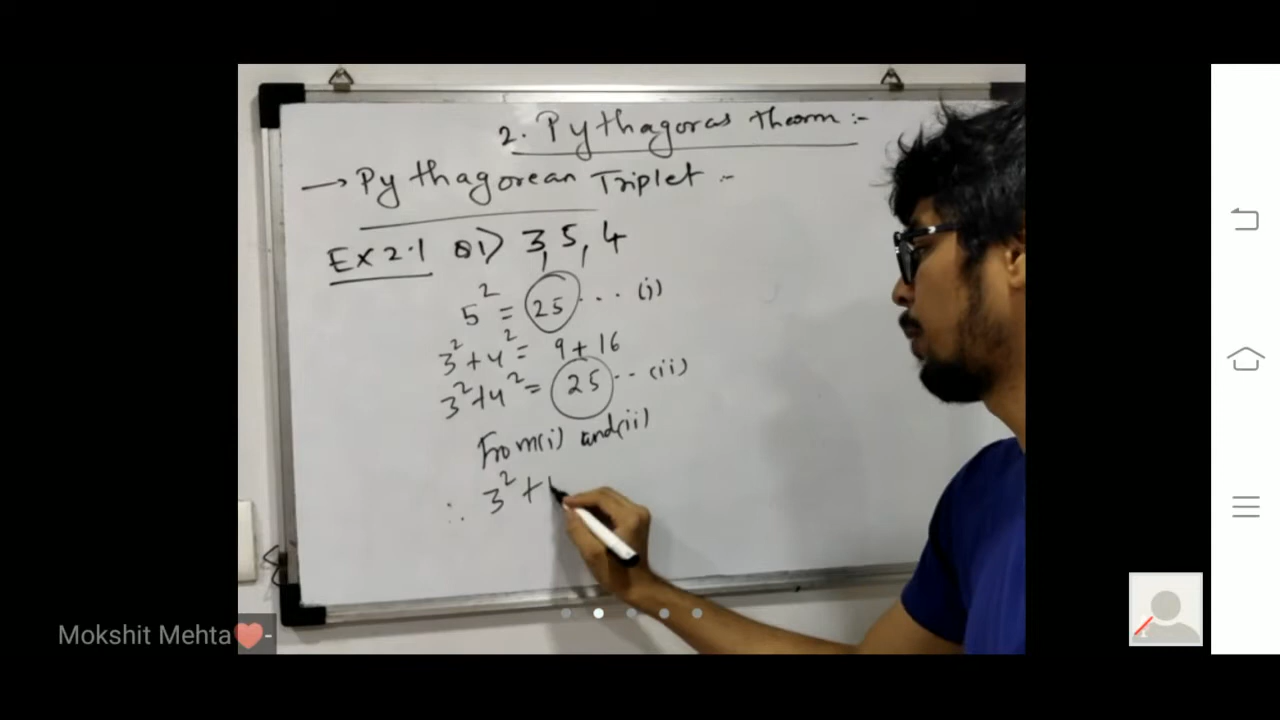 2. Pythagoras theorm :-
→ Pythagorean Triplet :-
Ex 2.1 Q1) 3, 5, 4
5² = 25 ... (i)
3² + 4² = 9 + 16
3² + 4² = 25 ... (ii)
From (i) and (ii)
∴ 3² +
Mokshit Mehta❤️-